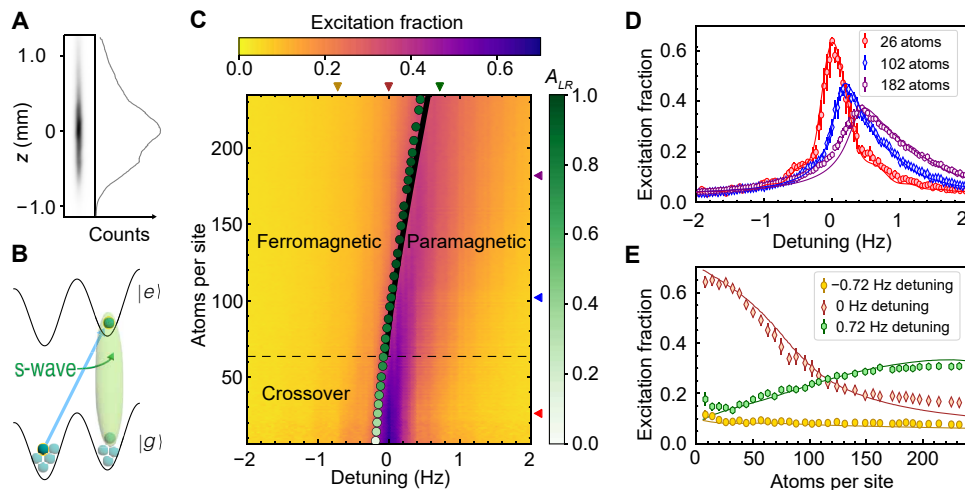 A
1.0
0
−1.0
z (mm)
Counts
B
|e⟩
s-wave
|g⟩
C
Excitation fraction
0.0 0.2 0.4 0.6
A_LR
200
150
100
50
Atoms per site
Ferromagnetic
Paramagnetic
Crossover
−2 −1 0 1 2
Detuning (Hz)
1.0
0.8
0.6
0.4
0.2
0.0
D
26 atoms
102 atoms
182 atoms
0.6
0.4
0.2
0.0
Excitation fraction
−2 −1 0 1 2
Detuning (Hz)
E
−0.72 Hz detuning
0 Hz detuning
0.72 Hz detuning
0.6
0.4
0.2
0.0
Excitation fraction
0 50 100 150 200
Atoms per site